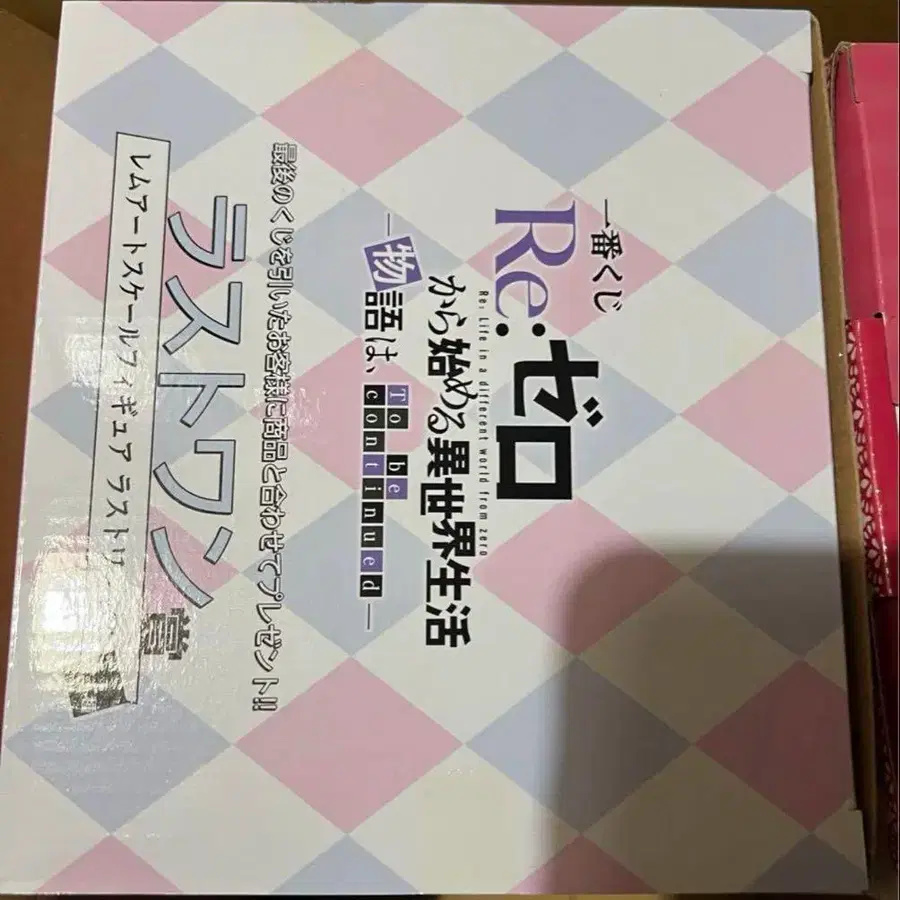 一番くじ
Re:ゼロ
Re: Life in a different world from zero
から始める異世界生活
―物語は、To be continued―
最後のくじを引いたお客様に商品と合わせてプレゼント!!
ラストワン賞
レムアートスケールフィギュア ラスト